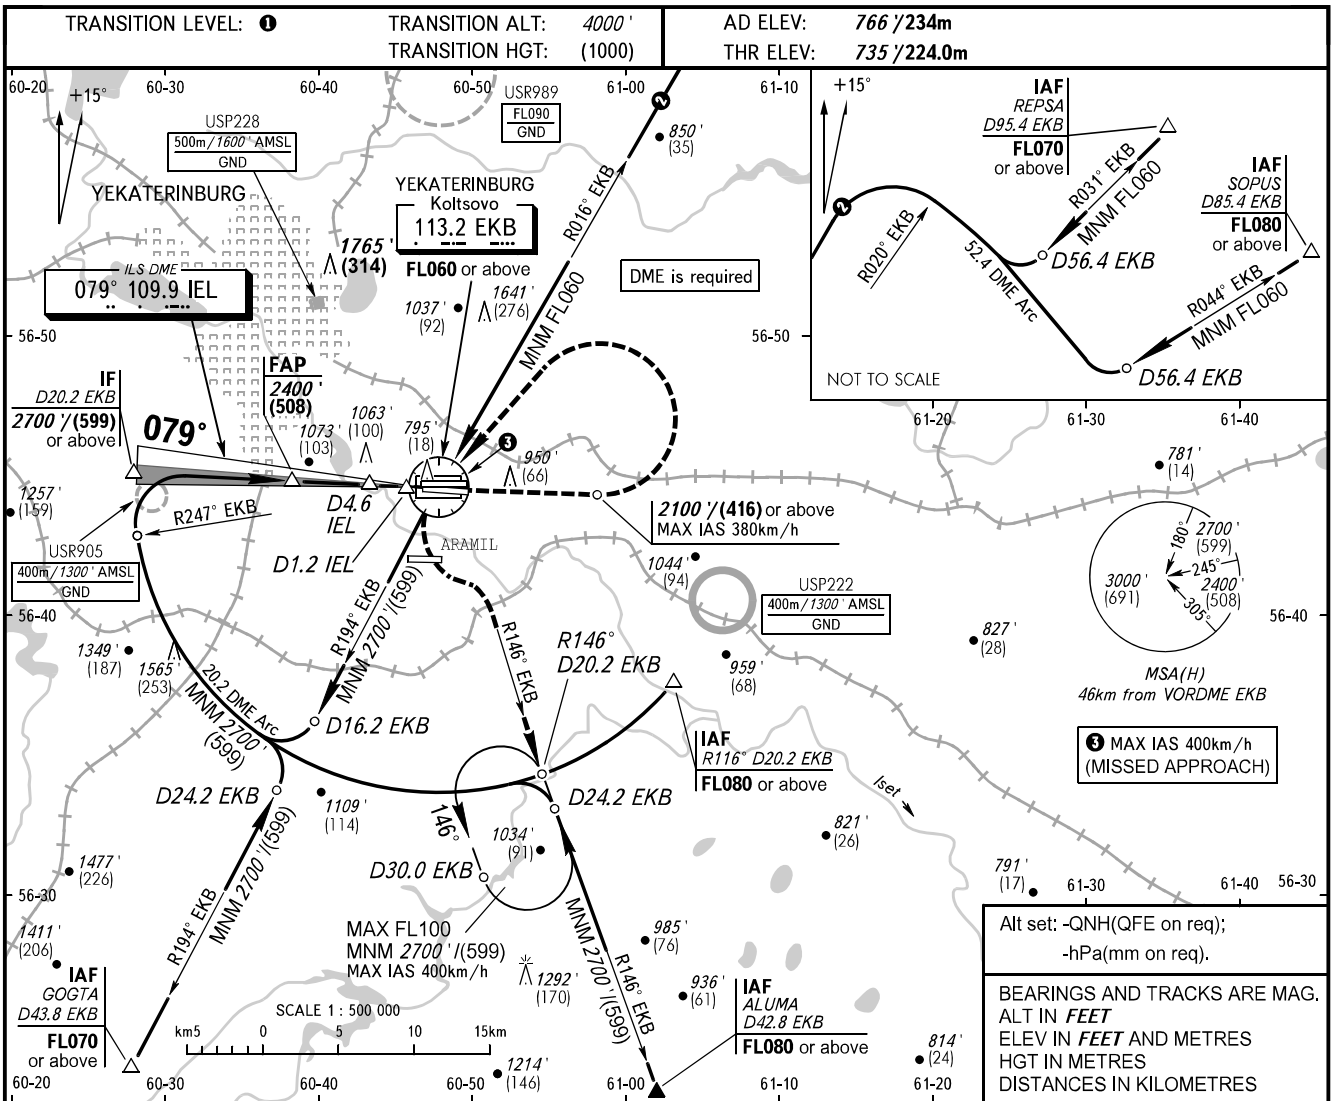 TRANSITION LEVEL: ❶
TRANSITION ALT: 4000'
TRANSITION HGT: (1000)
AD ELEV: 766'/234m
THR ELEV: 735'/224.0m
60-20
60-30
60-40
60-50
61-00
61-10
+15°
USP228
500m/1600' AMSL
GND
USR989
FL090
GND
❷
850'
(35)
YEKATERINBURG
YEKATERINBURG
Koltsovo
113.2 EKB
FL060 or above
1765'
(314)
R016° EKB
MNM FL060
DME is required
ILS DME
079° 109.9 IEL
1037'
(92)
1641'
(276)
56-50
56-50
+15°
IAF
REPSA
D95.4 EKB
FL070
or above
R031° EKB
MNM FL060
IAF
SOPUS
D85.4 EKB
FL080
or above
❷
R020° EKB
52.4 DME Arc
D56.4 EKB
R044° EKB
MNM FL060
D56.4 EKB
NOT TO SCALE
61-20
61-30
61-40
IF
D20.2 EKB
2700'/(599)
or above
FAP
2400'
(508)
079°
1073'
(103)
1063'
(100)
795'
(18)
❸
950'
(66)
781'
(14)
1257'
(159)
R247° EKB
D4.6
IEL
D1.2 IEL
2100'/(416) or above
MAX IAS 380km/h
USR905
400m/1300' AMSL
GND
ARAMIL
1044'
(94)
USP222
400m/1300' AMSL
GND
180°
2700'
(599)
245°
2400'
(508)
305°
3000'
(691)
MSA(H)
46km from VORDME EKB
56-40
56-40
1349'
(187)
1565'
(253)
R194° EKB
MNM 2700'/(599)
R146° EKB
R146°
D20.2 EKB
959'
(68)
827'
(28)
20.2 DME Arc
MNM 2700'
(599)
D16.2 EKB
IAF
R116° D20.2 EKB
FL080 or above
❸ MAX IAS 400km/h
(MISSED APPROACH)
Iset
D24.2 EKB
1109'
(114)
D24.2 EKB
146°
1034'
(91)
821'
(26)
1477'
(226)
D30.0 EKB
791'
(17)
56-30
61-30
61-40
56-30
R194° EKB
MNM 2700'/(599)
MAX FL100
MNM 2700'/(599)
MAX IAS 400km/h
MNM 2700'/(599)
R146° EKB
985'
(76)
1411'
(206)
1292'
(170)
936'
(61)
IAF
GOGTA
D43.8 EKB
FL070
or above
IAF
ALUMA
D42.8 EKB
FL080 or above
SCALE 1 : 500 000
km5 0 5 10 15km
1214'
(146)
814'
(24)
60-20
60-30
60-40
60-50
61-00
61-10
61-20
Alt set: -QNH(QFE on req);
-hPa(mm on req).
BEARINGS AND TRACKS ARE MAG.
ALT IN FEET
ELEV IN FEET AND METRES
HGT IN METRES
DISTANCES IN KILOMETRES